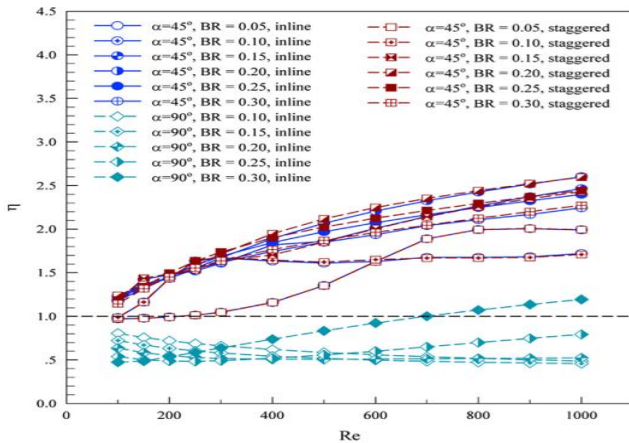 4.5
4.0
3.5
3.0
2.5
2.0
1.5
1.0
.5
0.0
η
α=45°, BR = 0.05, inline
α=45°, BR = 0.10, inline
α=45°, BR = 0.15, inline
α=45°, BR = 0.20, inline
α=45°, BR = 0.25, inline
α=45°, BR = 0.30, inline
α=90°, BR = 0.10, inline
α=90°, BR = 0.15, inline
α=90°, BR = 0.20, inline
α=90°, BR = 0.25, inline
α=90°, BR = 0.30, inline
α=45°, BR = 0.05, staggered
α=45°, BR = 0.10, staggered
α=45°, BR = 0.15, staggered
α=45°, BR = 0.20, staggered
α=45°, BR = 0.25, staggered
α=45°, BR = 0.30, staggered
0 200 400 600 800 1000
Re